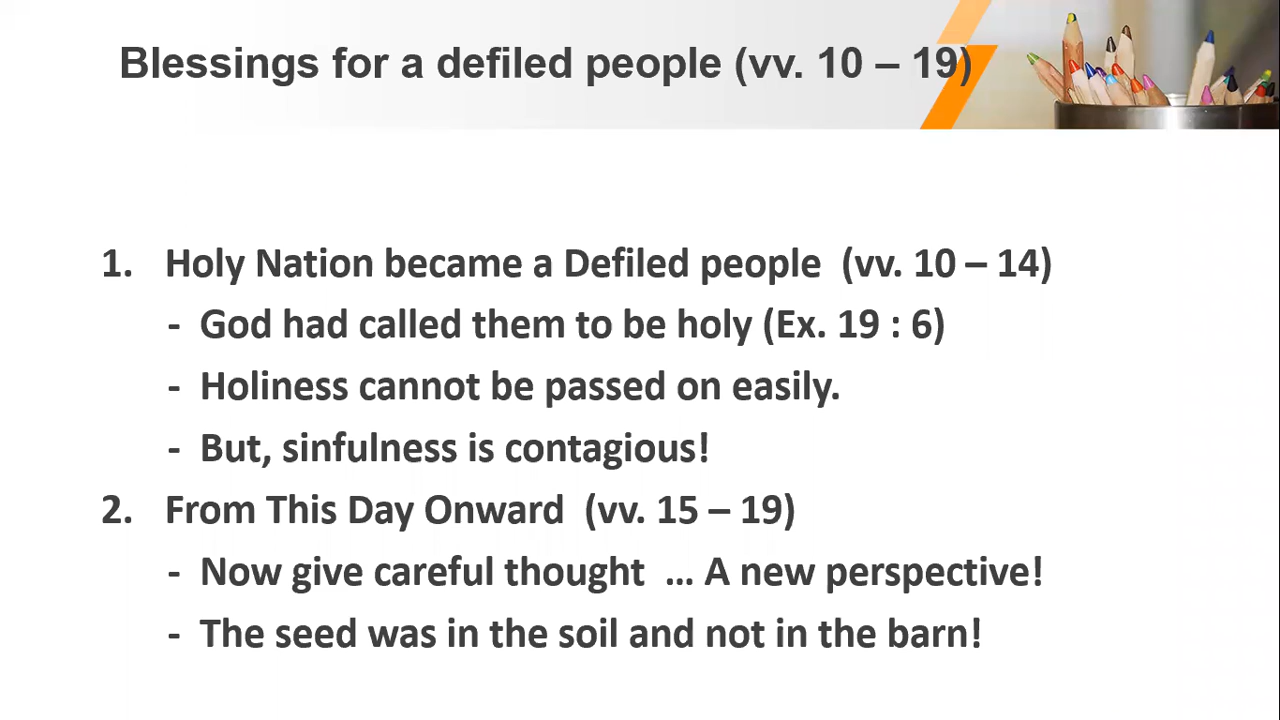 Blessings for a defiled people (vv. 10 – 19)
1. Holy Nation became a Defiled people (vv. 10 – 14)
- God had called them to be holy (Ex. 19 : 6)
- Holiness cannot be passed on easily.
- But, sinfulness is contagious!
2. From This Day Onward (vv. 15 – 19)
- Now give careful thought ... A new perspective!
- The seed was in the soil and not in the barn!